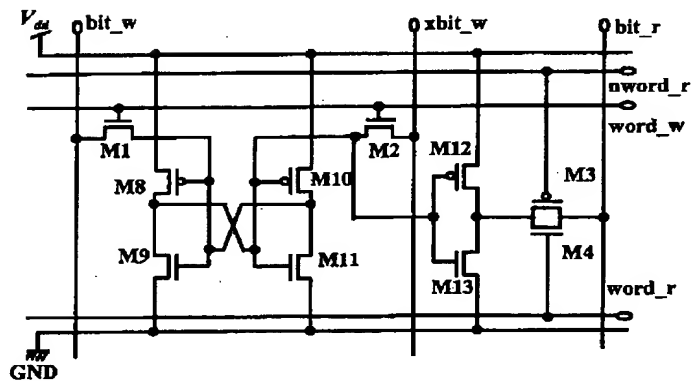 Vdd
bit_w
xbit_w
bit_r
nword_r
word_w
M1
M2
M12
M3
M8
M10
M9
M11
M13
M4
word_r
GND